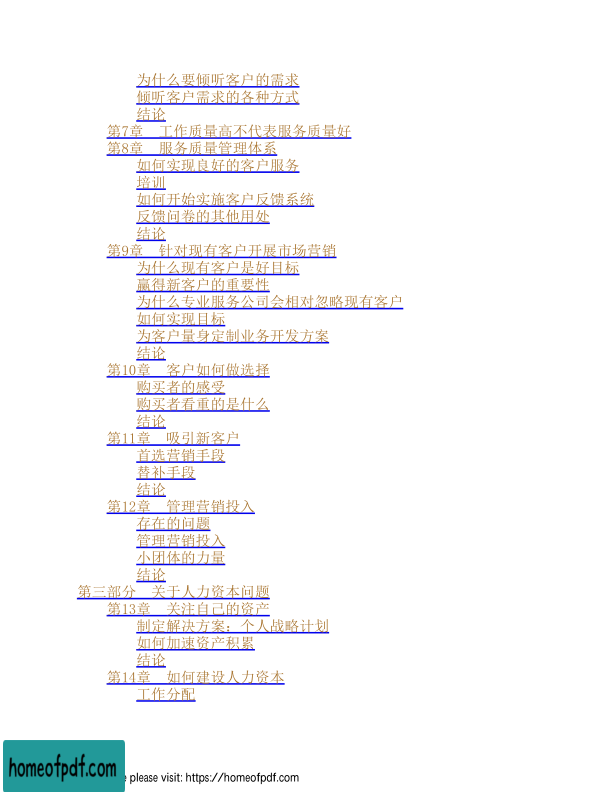 为什么要倾听客户的需求
倾听客户需求的各种方式
结论
第7章　工作质量高不代表服务质量好
第8章　服务质量管理体系
如何实现良好的客户服务
培训
如何开始实施客户反馈系统
反馈问卷的其他用处
结论
第9章　针对现有客户开展市场营销
为什么现有客户是好目标
赢得新客户的重要性
为什么专业服务公司会相对忽略现有客户
如何实现目标
为客户量身定制业务开发方案
结论
第10章　客户如何做选择
购买者的感受
购买者看重的是什么
结论
第11章　吸引新客户
首选营销手段
替补手段
结论
第12章　管理营销投入
存在的问题
管理营销投入
小团体的力量
结论
第三部分　关于人力资本问题
第13章　关注自己的资产
制定解决方案：个人战略计划
如何加速资产积累
结论
第14章　如何建设人力资本
工作分配
homeofpdf.com
e please visit: https://homeofpdf.com